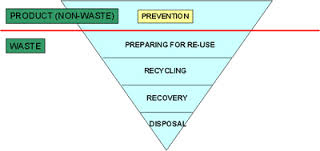 PRODUCT (NON-WASTE)
PREVENTION
WASTE
PREPARING FOR RE-USE
RECYCLING
RECOVERY
DISPOSAL